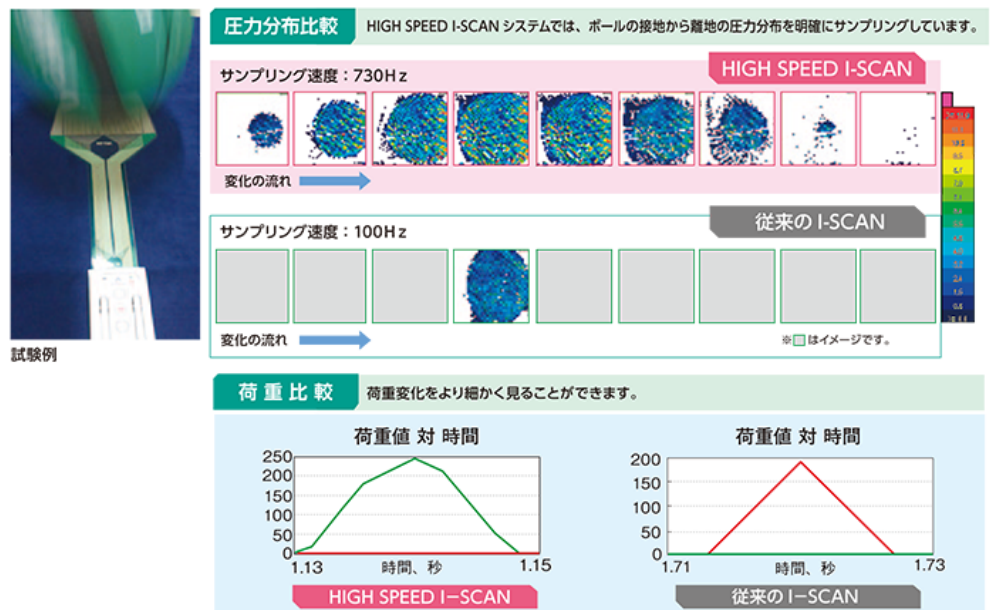 圧力分布比較
HIGH SPEED I-SCAN システムでは、ボールの接地から離地の圧力分布を明確にサンプリングしています。
サンプリング速度：730Hz
HIGH SPEED I-SCAN
変化の流れ
サンプリング速度：100Hz
従来の I-SCAN
変化の流れ
※□はイメージです。
試験例
荷重比較
荷重変化をより細かく見ることができます。
荷重値 対 時間
250
200
150
100
50
0
1.13
時間、秒
1.15
HIGH SPEED I－SCAN
荷重値 対 時間
200
150
100
50
0
1.71
時間、秒
1.73
従来の I－SCAN